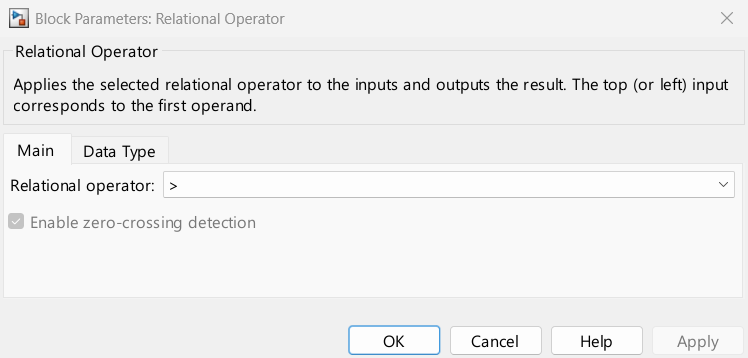 Block Parameters: Relational Operator
Relational Operator
Applies the selected relational operator to the inputs and outputs the result. The top (or left) input
corresponds to the first operand.
Main Data Type
Relational operator: >
Enable zero-crossing detection
OK Cancel Help Apply